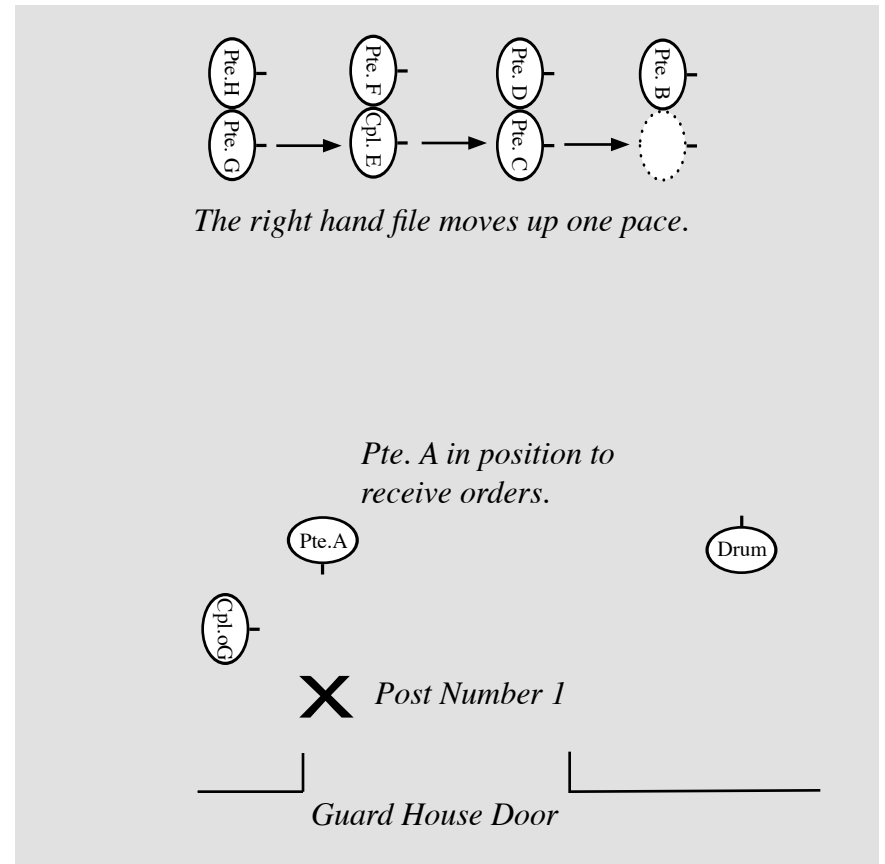 Pte.H
Pte. F
Pte. D
Pte. B
Pte. G
Cpl. E
Pte. C
The right hand file moves up one pace.
Pte. A in position to
receive orders.
Pte.A
Drum
Cpl.oG
Post Number 1
Guard House Door